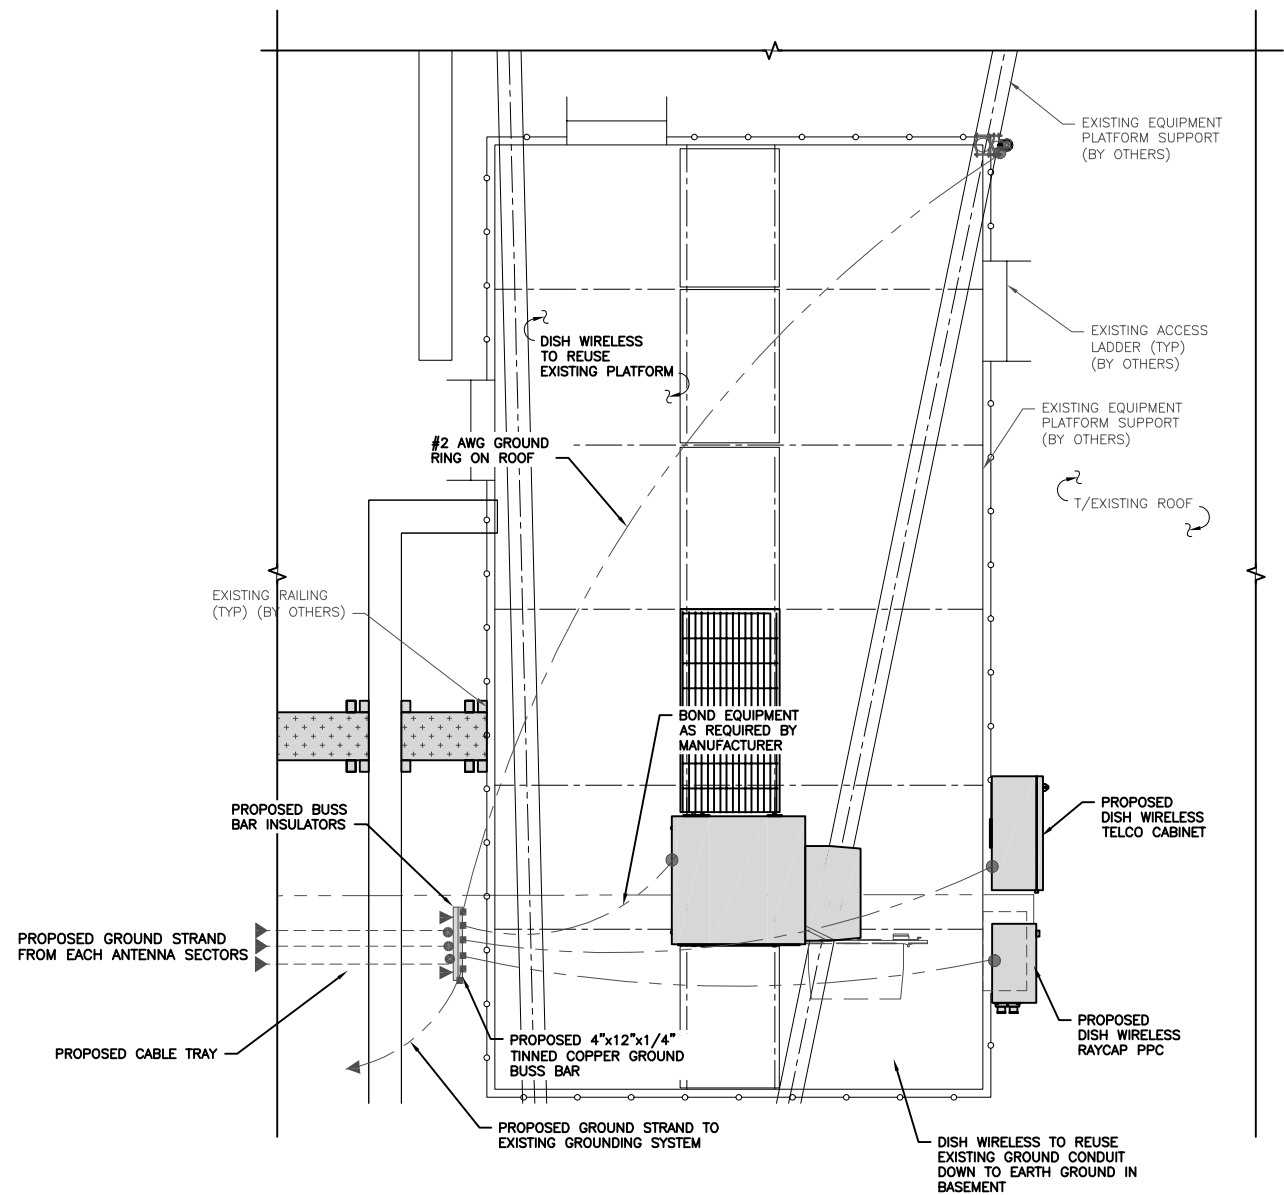 EXISTING EQUIPMENT
PLATFORM SUPPORT
(BY OTHERS)
DISH WIRELESS
TO REUSE
EXISTING PLATFORM
EXISTING ACCESS
LADDER (TYP)
(BY OTHERS)
EXISTING EQUIPMENT
PLATFORM SUPPORT
(BY OTHERS)
#2 AWG GROUND
RING ON ROOF
T/EXISTING ROOF
EXISTING RAILING
(TYP) (BY OTHERS)
BOND EQUIPMENT
AS REQUIRED BY
MANUFACTURER
PROPOSED BUSS
BAR INSULATORS
PROPOSED
DISH WIRELESS
TELCO CABINET
PROPOSED GROUND STRAND
FROM EACH ANTENNA SECTORS
PROPOSED CABLE TRAY
PROPOSED 4"x12"x1/4"
TINNED COPPER GROUND
BUSS BAR
PROPOSED
DISH WIRELESS
RAYCAP PPC
PROPOSED GROUND STRAND TO
EXISTING GROUNDING SYSTEM
DISH WIRELESS TO REUSE
EXISTING GROUND CONDUIT
DOWN TO EARTH GROUND IN
BASEMENT